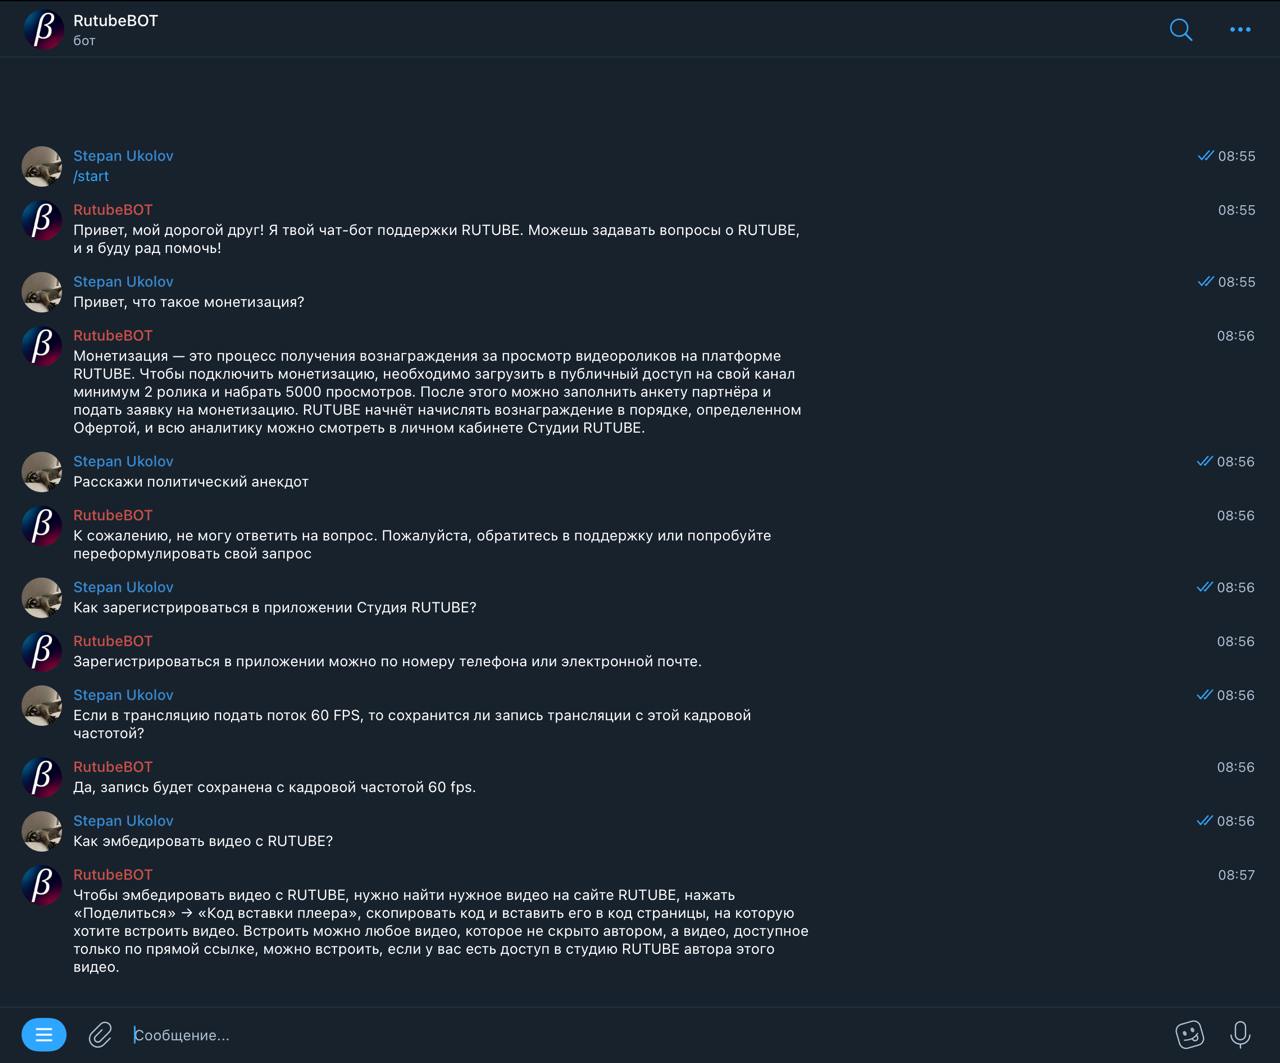 β
RutubeBOT
бот
Stepan Ukolov
08:55
/start
β
RutubeBOT
08:55
Привет, мой дорогой друг! Я твой чат-бот поддержки RUTUBE. Можешь задавать вопросы о RUTUBE,
и я буду рад помочь!
Stepan Ukolov
08:55
Привет, что такое монетизация?
β
RutubeBOT
08:56
Монетизация — это процесс получения вознаграждения за просмотр видеороликов на платформе
RUTUBE. Чтобы подключить монетизацию, необходимо загрузить в публичный доступ на свой канал
минимум 2 ролика и набрать 5000 просмотров. После этого можно заполнить анкету партнёра и
подать заявку на монетизацию. RUTUBE начнёт начислять вознаграждение в порядке, определенном
Офертой, и всю аналитику можно смотреть в личном кабинете Студии RUTUBE.
Stepan Ukolov
08:56
Расскажи политический анекдот
β
RutubeBOT
08:56
К сожалению, не могу ответить на вопрос. Пожалуйста, обратитесь в поддержку или попробуйте
переформулировать свой запрос
Stepan Ukolov
08:56
Как зарегистрироваться в приложении Студия RUTUBE?
β
RutubeBOT
08:56
Зарегистрироваться в приложении можно по номеру телефона или электронной почте.
Stepan Ukolov
08:56
Если в трансляцию подать поток 60 FPS, то сохранится ли запись трансляции с этой кадровой
частотой?
β
RutubeBOT
08:56
Да, запись будет сохранена с кадровой частотой 60 fps.
Stepan Ukolov
08:56
Как эмбедировать видео с RUTUBE?
β
RutubeBOT
08:57
Чтобы эмбедировать видео с RUTUBE, нужно найти нужное видео на сайте RUTUBE, нажать
«Поделиться» → «Код вставки плеера», скопировать код и вставить его в код страницы, на которую
хотите встроить видео. Встроить можно любое видео, которое не скрыто автором, а видео, доступное
только по прямой ссылке, можно встроить, если у вас есть доступ в студию RUTUBE автора этого
видео.
Сообщение...